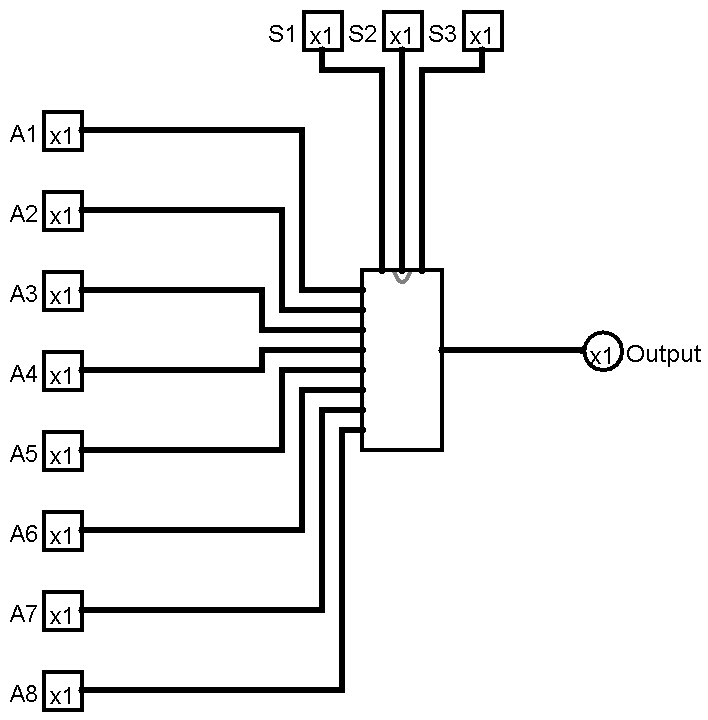 S1 x1 S2 x1 S3 x1
A1 x1
A2 x1
A3 x1
x1 Output
A4 x1
A5 x1
A6 x1
A7 x1
A8 x1